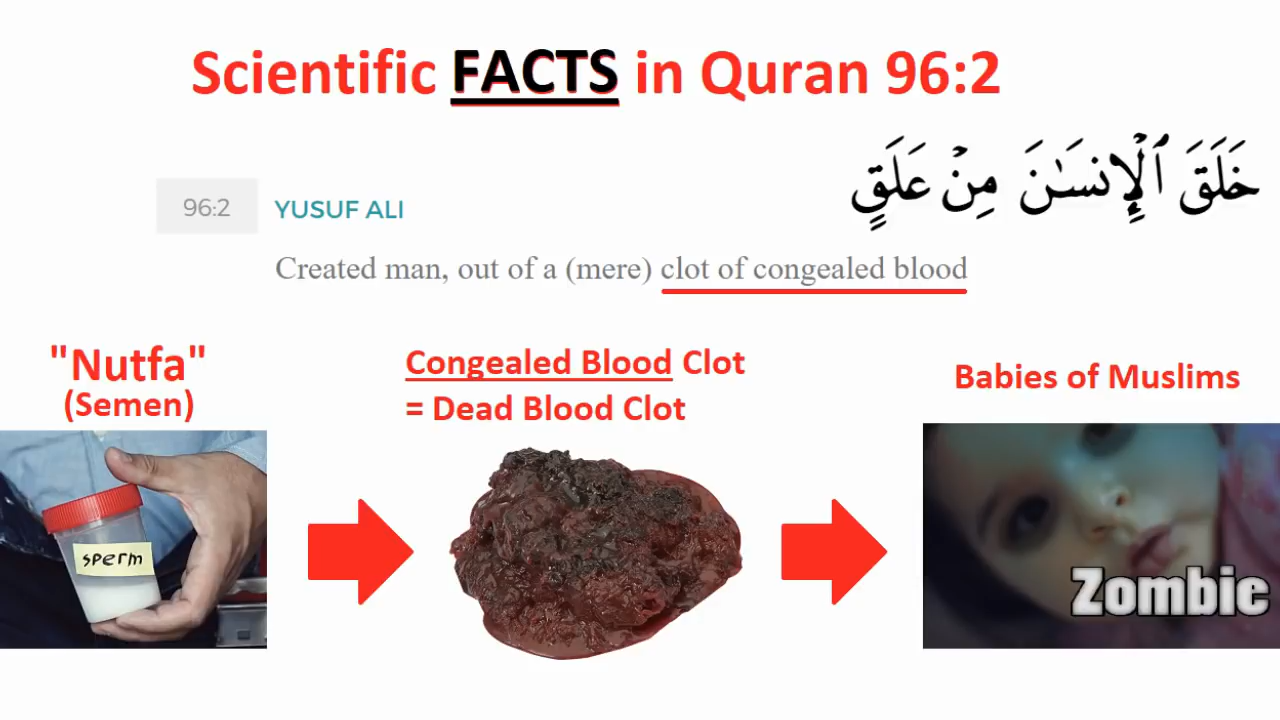 Scientific FACTS in Quran 96:2
خَلَقَ ٱلْإِنسَـٰنَ مِنْ عَلَقٍ
96:2 YUSUF ALI
Created man, out of a (mere) clot of congealed blood
"Nutfa"
(Semen)
Congealed Blood Clot
= Dead Blood Clot
Babies of Muslims
sperm
Zombie